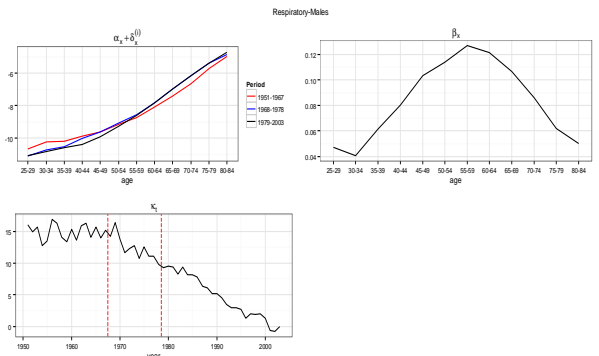 Respiratory-Males
αx+δx(i)
-6
-8
-10
25-29 30-34 35-39 40-44 45-49 50-54 55-59 60-64 65-69 70-74 75-79 80-84
age
Period
1951-1967
1968-1978
1979-2003
βx
0.12
0.10
0.08
0.06
0.04
25-29 30-34 35-39 40-44 45-49 50-54 55-59 60-64 65-69 70-74 75-79 80-84
age
κt
15
10
5
0
1950 1960 1970 1980 1990 2000